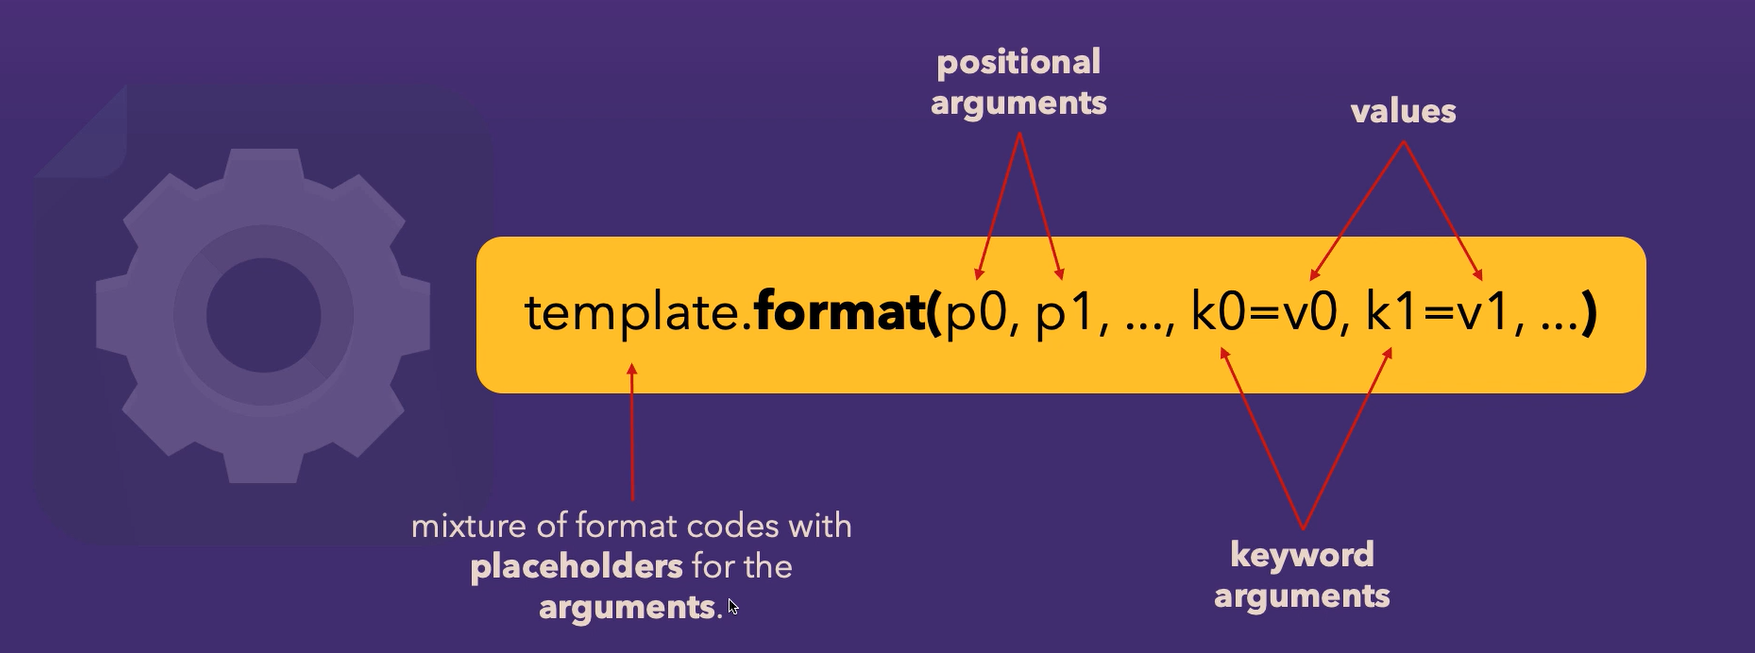 positional
arguments
values
template.format(p0, p1, ..., k0=v0, k1=v1, ...)
mixture of format codes with
placeholders for the
arguments.
keyword
arguments